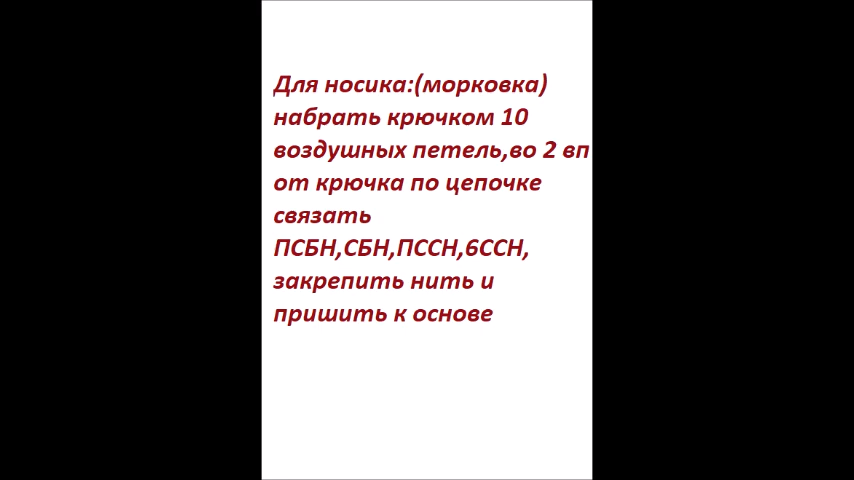 Для носика:(морковка)
набрать крючком 10
воздушных петель,во 2 вп
от крючка по цепочке
связать
ПСБН,СБН,ПССН,6ССН,
закрепить нить и
пришить к основе